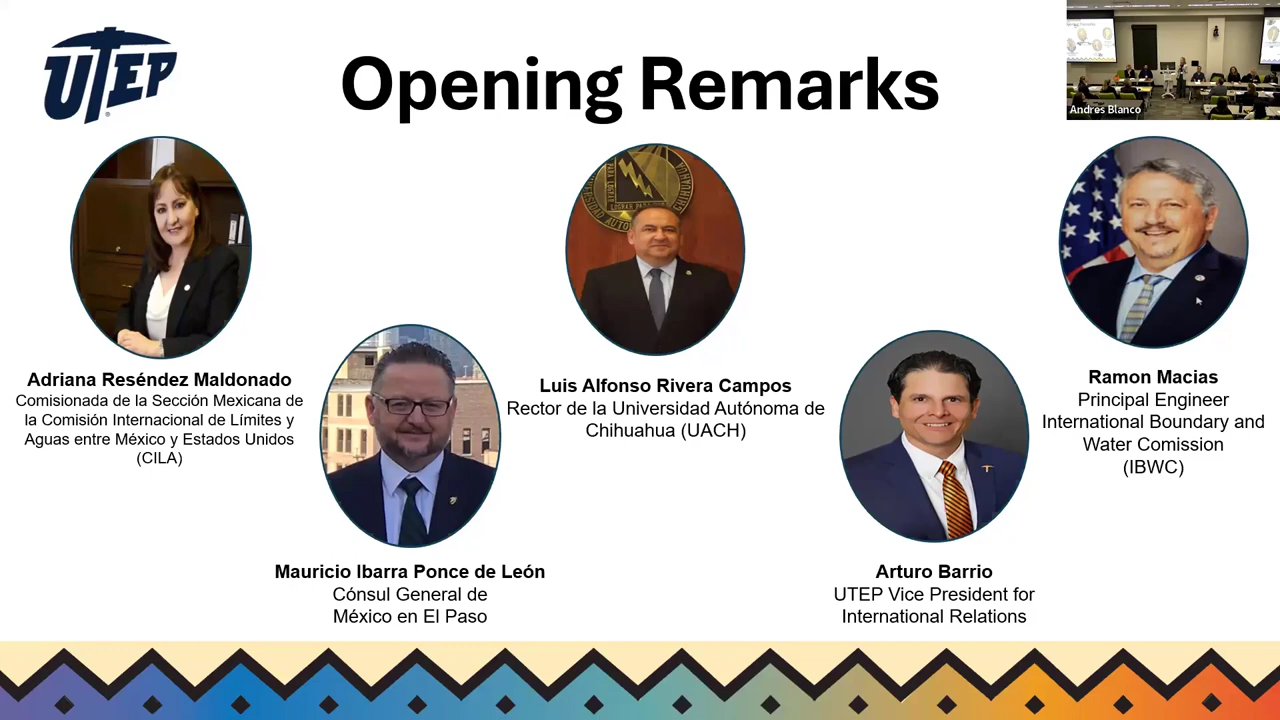 UTEP
Opening Remarks
Andres Blanco
Adriana Reséndez Maldonado
Comisionada de la Sección Mexicana de
la Comisión Internacional de Límites y
Aguas entre México y Estados Unidos
(CILA)
Mauricio Ibarra Ponce de León
Cónsul General de
México en El Paso
Luis Alfonso Rivera Campos
Rector de la Universidad Autónoma de
Chihuahua (UACH)
Arturo Barrio
UTEP Vice President for
International Relations
Ramon Macias
Principal Engineer
International Boundary and
Water Comission
(IBWC)